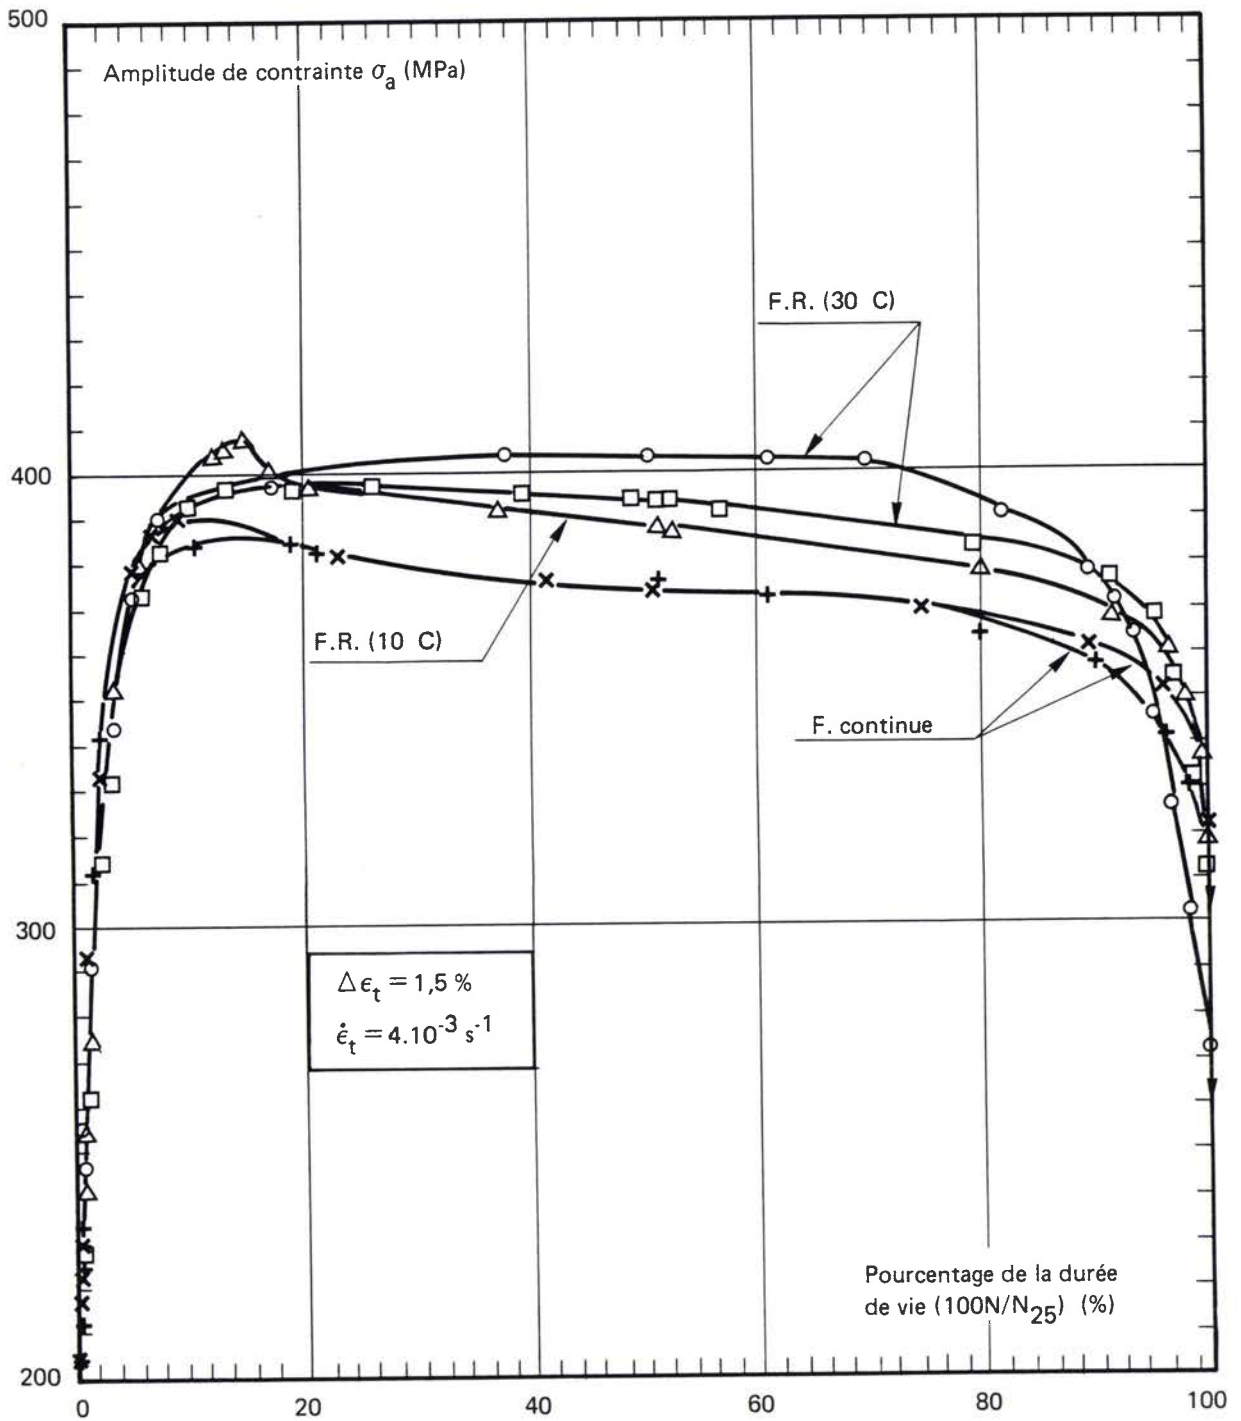 500
Amplitude de contrainte σa (MPa)
F.R. (30 C)
400
F.R. (10 C)
F. continue
300
Δϵt = 1,5 %
ϵ̇t = 4.10-3 s-1
Pourcentage de la durée
de vie (100N/N25) (%)
200
0 20 40 60 80 100